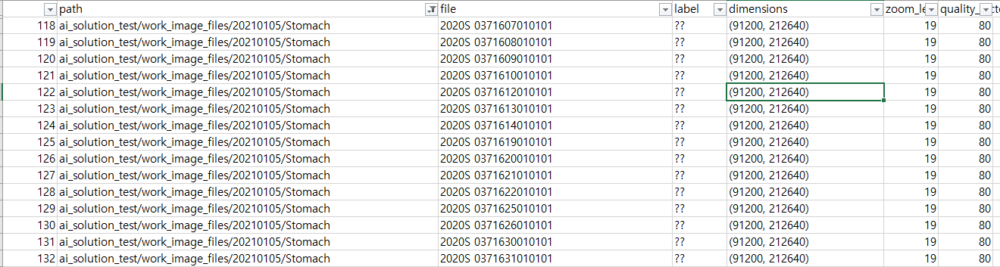 path file label dimensions zoom_le quality_ cto
118 ai_solution_test/work_image_files/20210105/Stomach 2020S 0371607010101 ?? (91200, 212640) 19 80
119 ai_solution_test/work_image_files/20210105/Stomach 2020S 0371608010101 ?? (91200, 212640) 19 80
120 ai_solution_test/work_image_files/20210105/Stomach 2020S 0371609010101 ?? (91200, 212640) 19 80
121 ai_solution_test/work_image_files/20210105/Stomach 2020S 0371610010101 ?? (91200, 212640) 19 80
122 ai_solution_test/work_image_files/20210105/Stomach 2020S 0371612010101 ?? (91200, 212640) 19 80
123 ai_solution_test/work_image_files/20210105/Stomach 2020S 0371613010101 ?? (91200, 212640) 19 80
124 ai_solution_test/work_image_files/20210105/Stomach 2020S 0371614010101 ?? (91200, 212640) 19 80
125 ai_solution_test/work_image_files/20210105/Stomach 2020S 0371619010101 ?? (91200, 212640) 19 80
126 ai_solution_test/work_image_files/20210105/Stomach 2020S 0371620010101 ?? (91200, 212640) 19 80
127 ai_solution_test/work_image_files/20210105/Stomach 2020S 0371621010101 ?? (91200, 212640) 19 80
128 ai_solution_test/work_image_files/20210105/Stomach 2020S 0371622010101 ?? (91200, 212640) 19 80
129 ai_solution_test/work_image_files/20210105/Stomach 2020S 0371625010101 ?? (91200, 212640) 19 80
130 ai_solution_test/work_image_files/20210105/Stomach 2020S 0371626010101 ?? (91200, 212640) 19 80
131 ai_solution_test/work_image_files/20210105/Stomach 2020S 0371630010101 ?? (91200, 212640) 19 80
132 ai_solution_test/work_image_files/20210105/Stomach 2020S 0371631010101 ?? (91200, 212640) 19 80